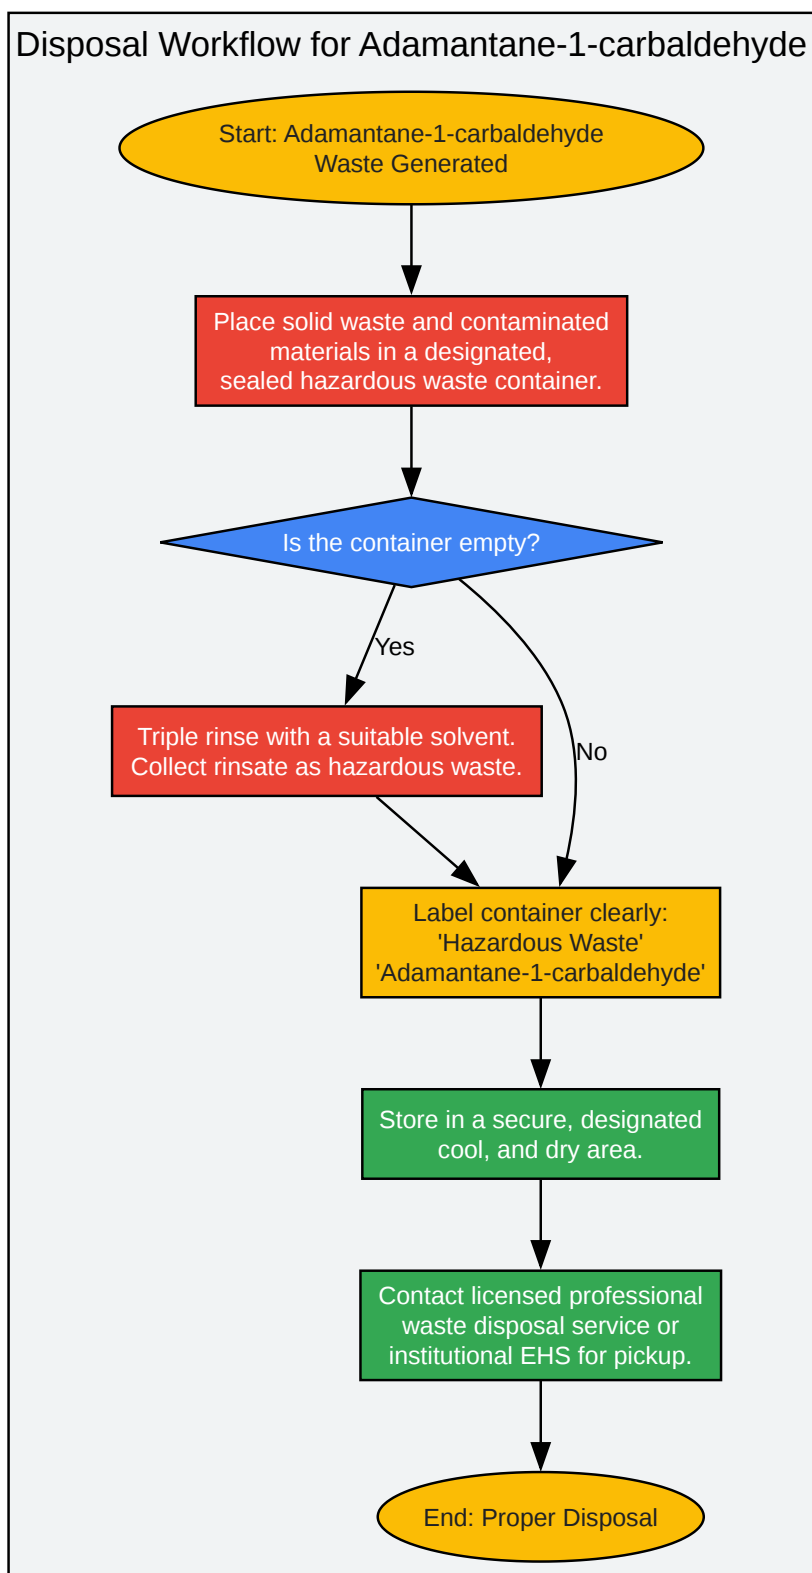 Disposal Workflow for Adamantane-1-carbaldehyde
Start: Adamantane-1-carbaldehyde
Waste Generated
Place solid waste and contaminated
materials in a designated,
sealed hazardous waste container.
Is the container empty?
Yes
Triple rinse with a suitable solvent.
Collect rinsate as hazardous waste.
No
Label container clearly:
'Hazardous Waste'
'Adamantane-1-carbaldehyde'
Store in a secure, designated
cool, and dry area.
Contact licensed professional
waste disposal service or
institutional EHS for pickup.
End: Proper Disposal